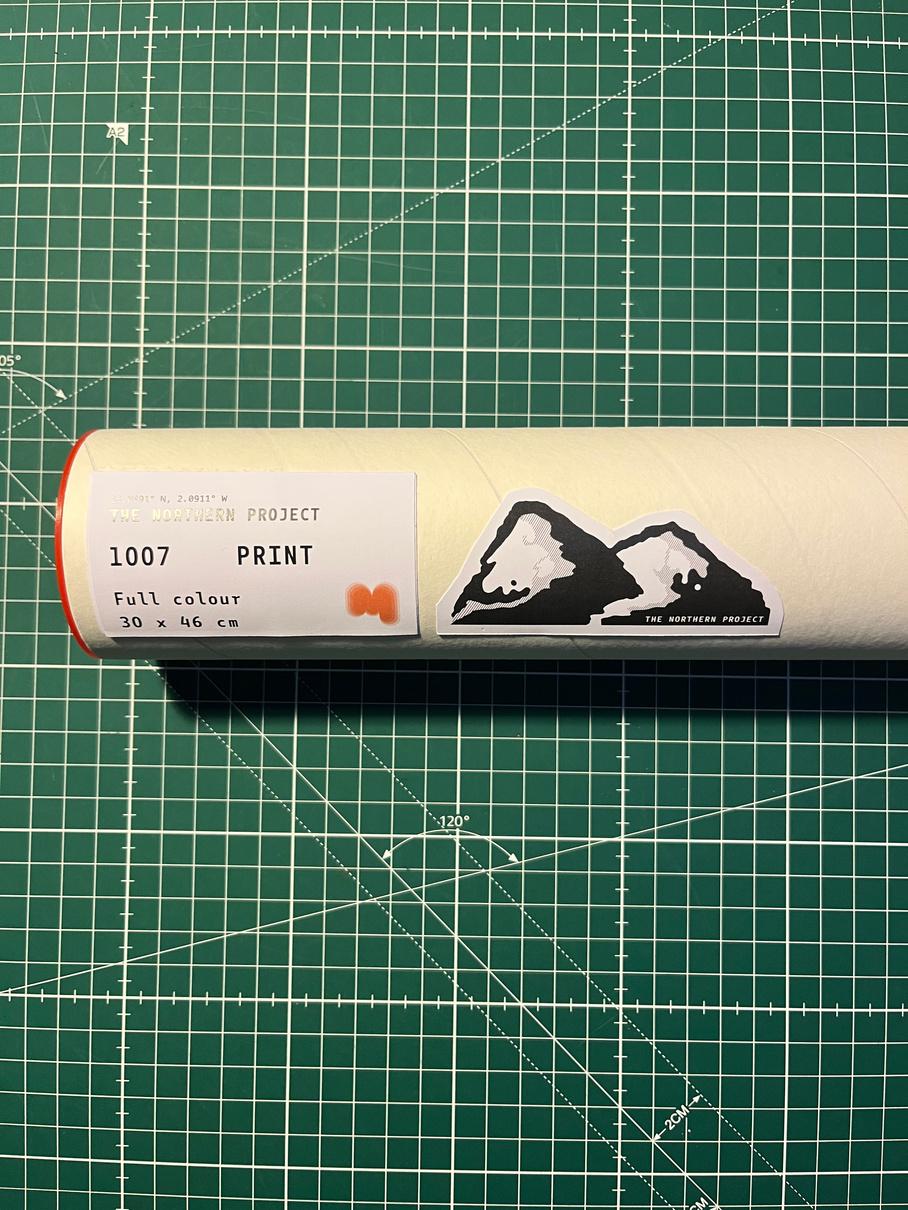 A2
N, 2.0911° W
THE NORTHERN PROJECT
1007 PRINT
Full colour
30 x 46 cm
THE NORTHERN PROJECT
120°
2CM